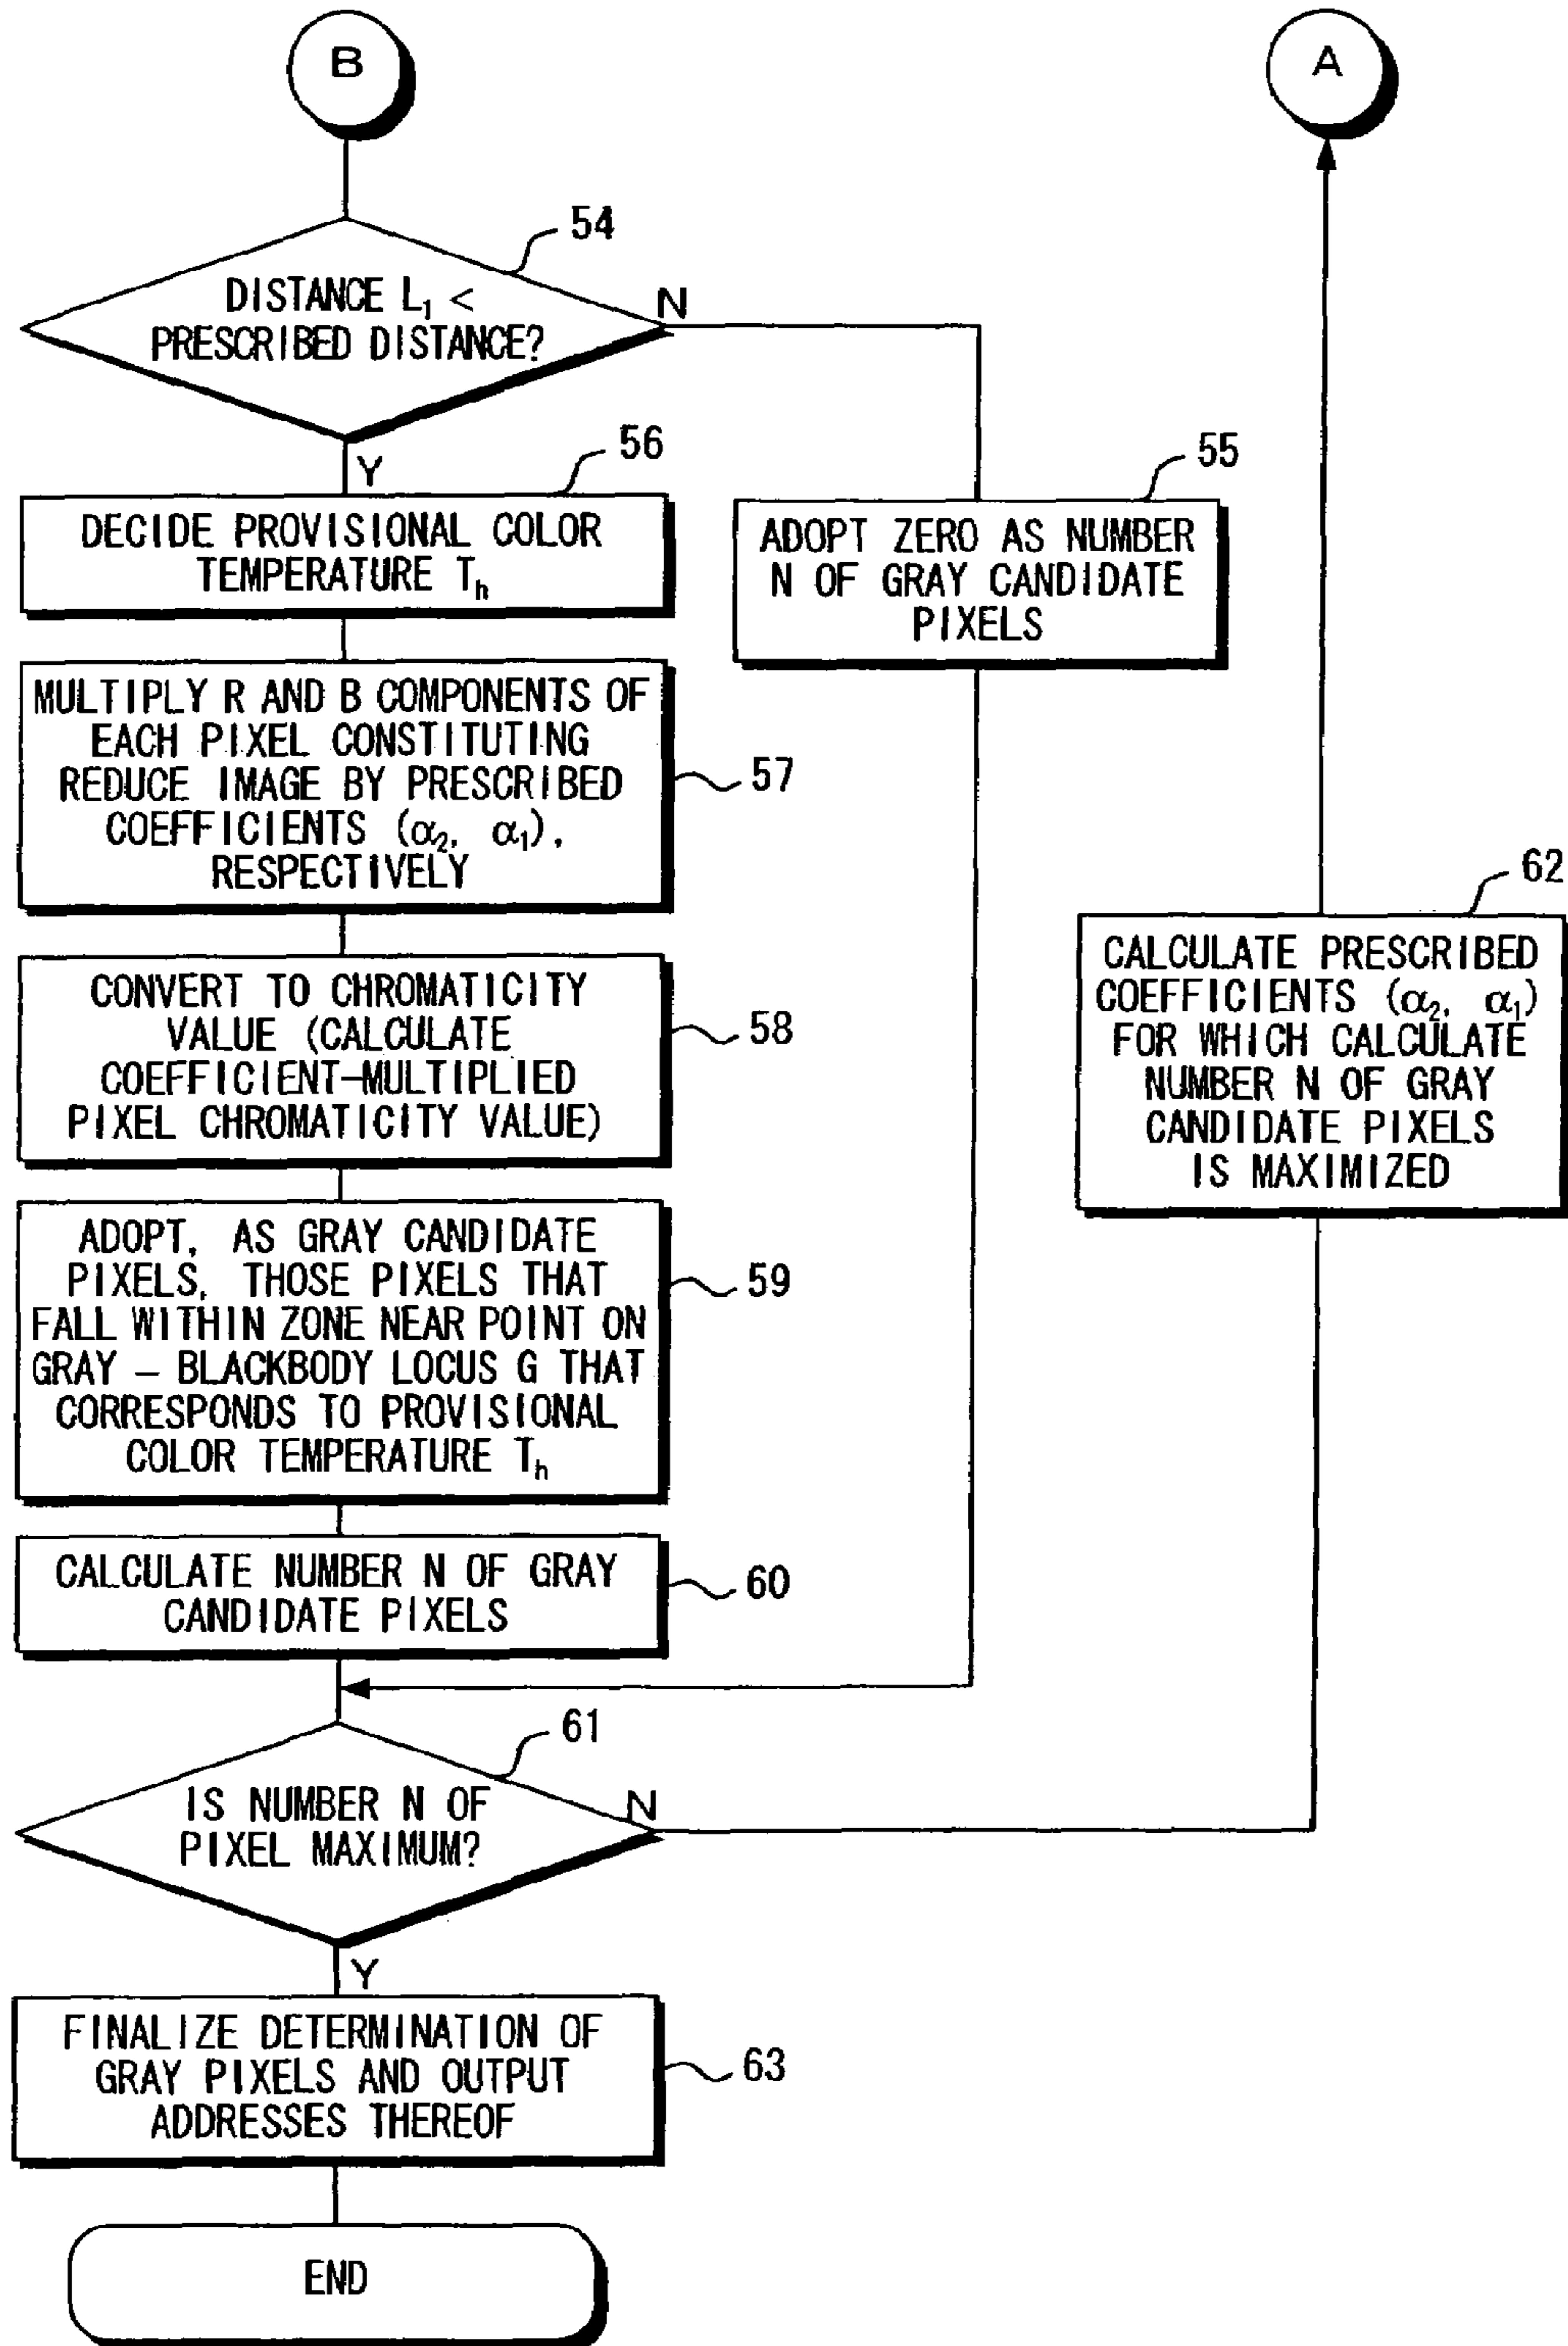 B
A
54
DISTANCE L₁ <
PRESCRIBED DISTANCE?
N
Y
56
DECIDE PROVISIONAL COLOR
TEMPERATURE Tₕ
55
ADOPT ZERO AS NUMBER
N OF GRAY CANDIDATE
PIXELS
MULTIPLY R AND B COMPONENTS OF
EACH PIXEL CONSTITUTING
REDUCE IMAGE BY PRESCRIBED
COEFFICIENTS (α₂, α₁),
RESPECTIVELY
57
CONVERT TO CHROMATICITY
VALUE (CALCULATE
COEFFICIENT-MULTIPLIED
PIXEL CHROMATICITY VALUE)
58
62
CALCULATE PRESCRIBED
COEFFICIENTS (α₂, α₁)
FOR WHICH CALCULATE
NUMBER N OF GRAY
CANDIDATE PIXELS
IS MAXIMIZED
ADOPT, AS GRAY CANDIDATE
PIXELS, THOSE PIXELS THAT
FALL WITHIN ZONE NEAR POINT ON
GRAY – BLACKBODY LOCUS G THAT
CORRESPONDS TO PROVISIONAL
COLOR TEMPERATURE Tₕ
59
CALCULATE NUMBER N OF GRAY
CANDIDATE PIXELS
60
61
IS NUMBER N OF
PIXEL MAXIMUM?
N
Y
FINALIZE DETERMINATION OF
GRAY PIXELS AND OUTPUT
ADDRESSES THEREOF
63
END